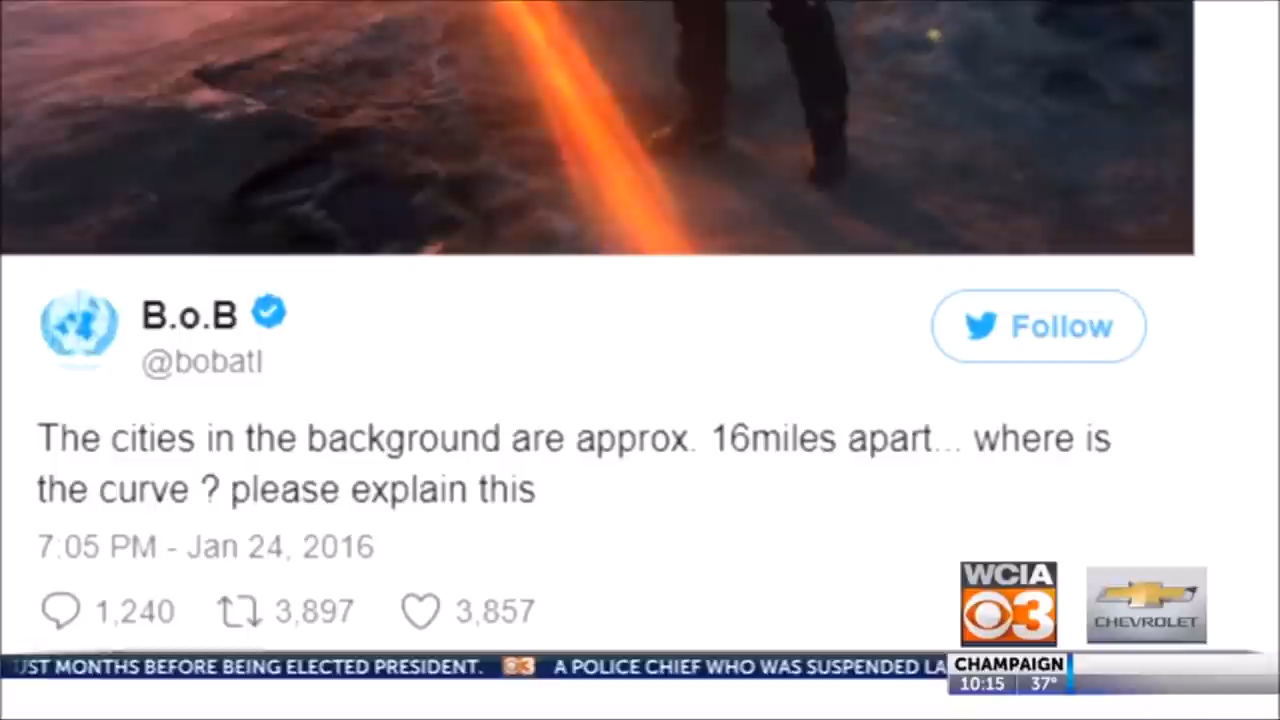 B.o.B
@bobatl
Follow
The cities in the background are approx. 16miles apart... where is
the curve ? please explain this
7:05 PM - Jan 24, 2016
1,240 3,897 3,857
WCIA
3
CHEVROLET
UST MONTHS BEFORE BEING ELECTED PRESIDENT. 3 A POLICE CHIEF WHO WAS SUSPENDED LA
CHAMPAIGN
10:15 37°